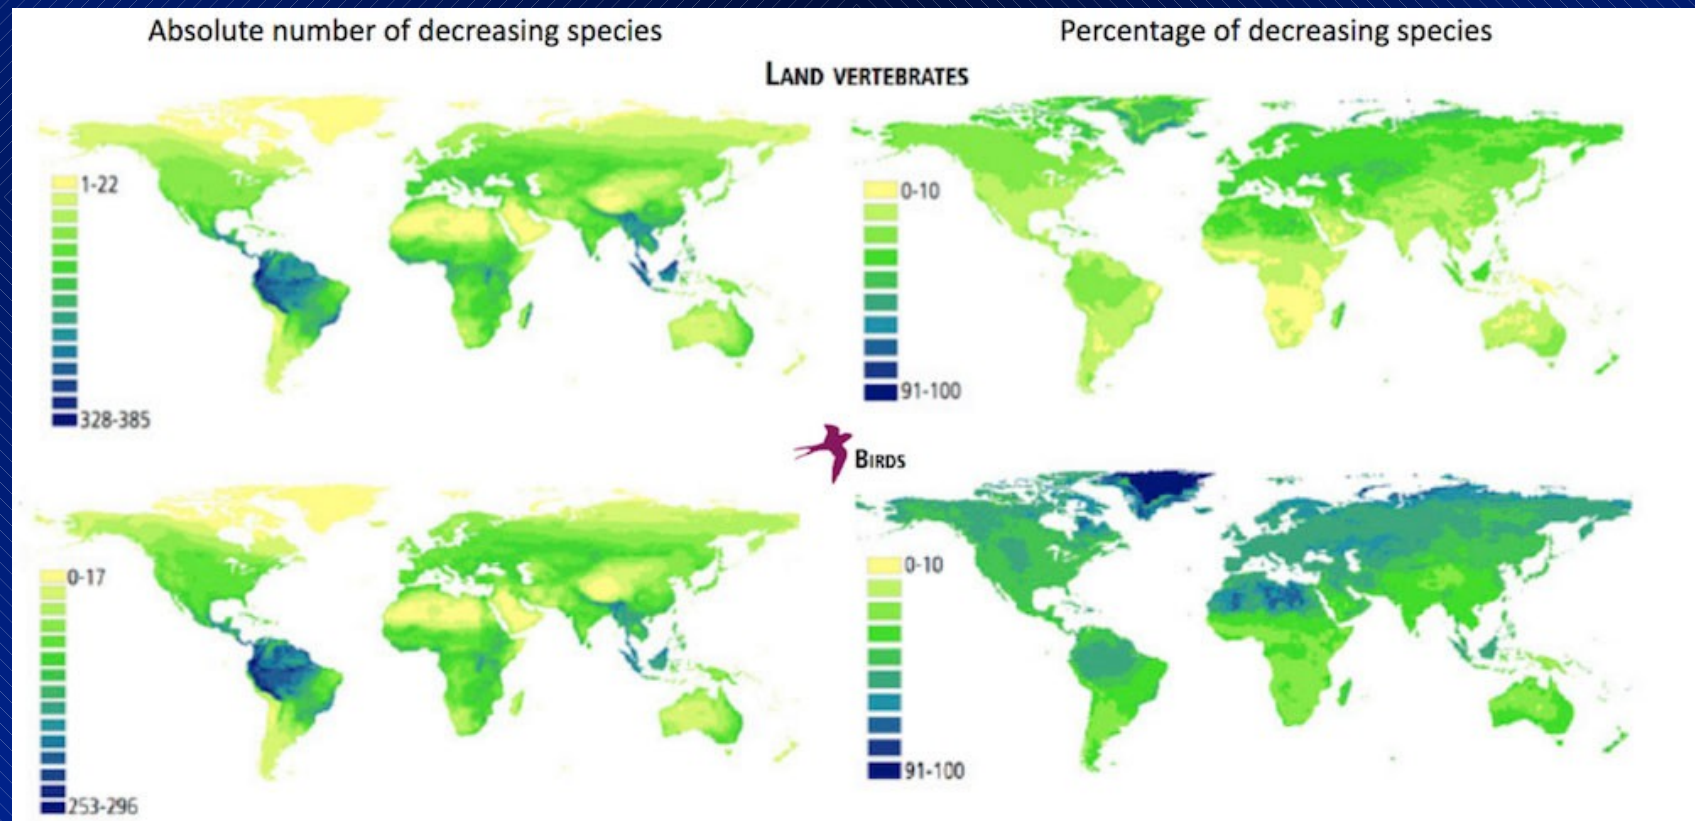 Absolute number of decreasing species
Percentage of decreasing species
LAND VERTEBRATES
1-22
328-385
0-10
91-100
BIRDS
0-17
253-296
0-10
91-100